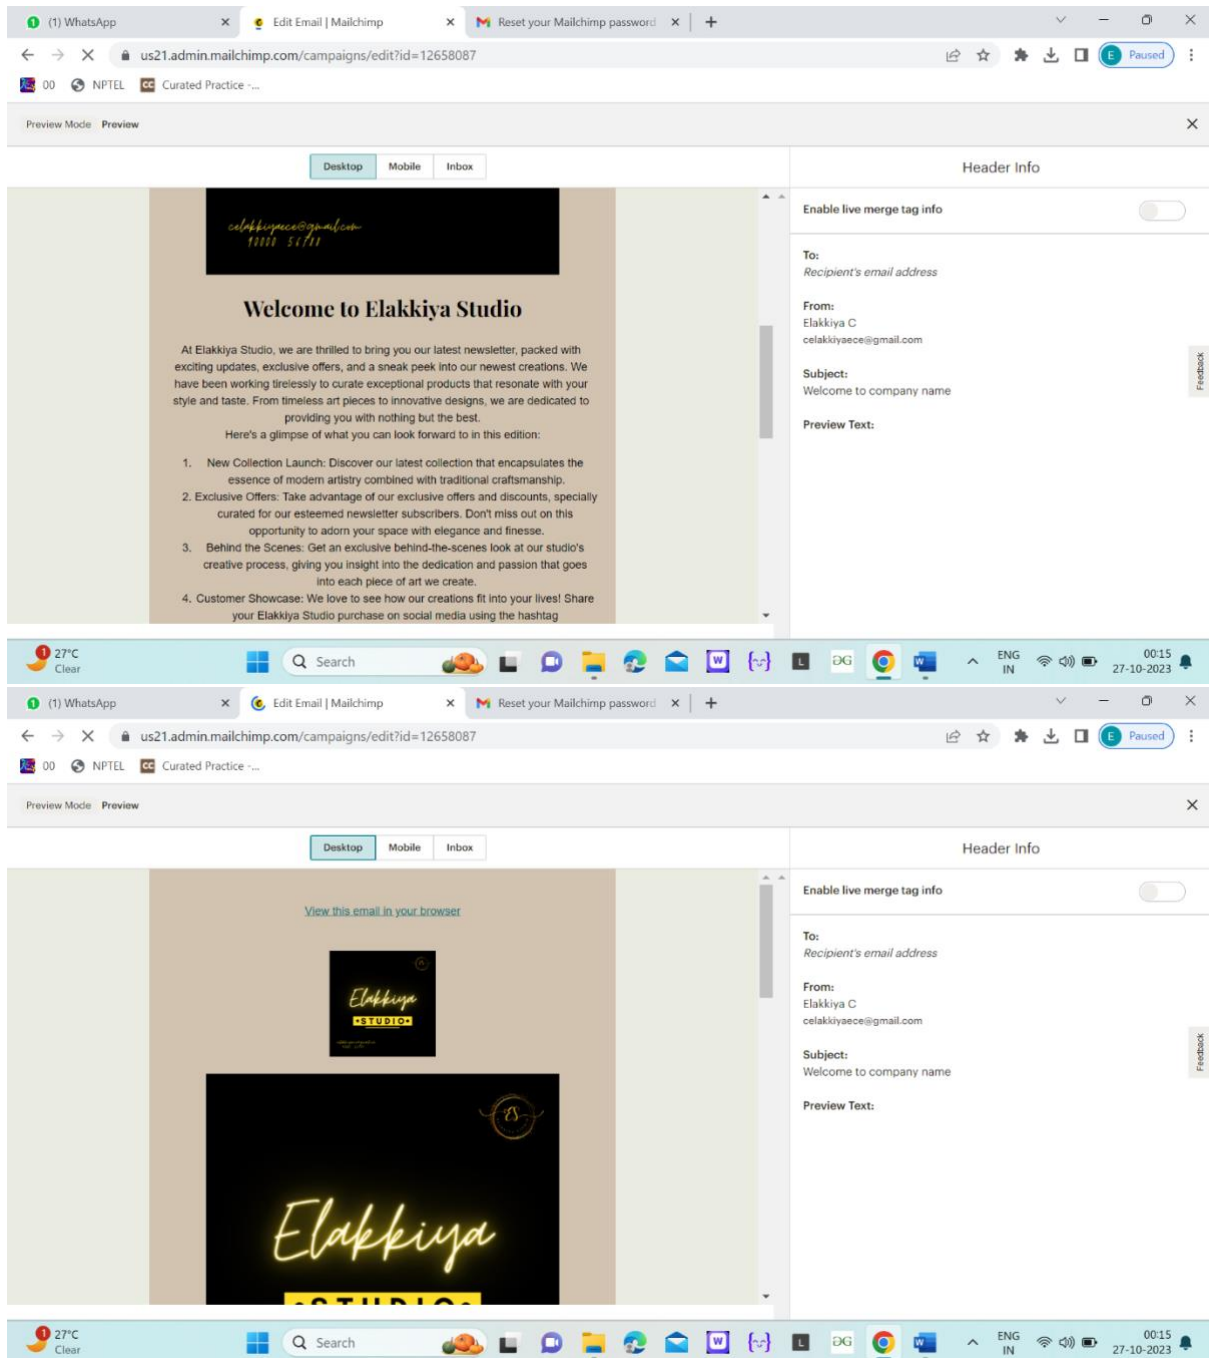 (1) WhatsApp
Edit Email | Mailchimp
Reset your Mailchimp password
us21.admin.mailchimp.com/campaigns/edit?id=12658087
E Paused
00
NPTEL
CC
Curated Practice -...
Preview Mode Preview
Desktop Mobile Inbox
Header Info
celakkiyaece@gmail.com
Welcome to Elakkiya Studio
At Elakkiya Studio, we are thrilled to bring you our latest newsletter, packed with
exciting updates, exclusive offers, and a sneak peek into our newest creations. We
have been working tirelessly to curate exceptional products that resonate with your
style and taste. From timeless art pieces to innovative designs, we are dedicated to
providing you with nothing but the best.
Here's a glimpse of what you can look forward to in this edition:
1. New Collection Launch: Discover our latest collection that encapsulates the
essence of modern artistry combined with traditional craftsmanship.
2. Exclusive Offers: Take advantage of our exclusive offers and discounts, specially
curated for our esteemed newsletter subscribers. Don't miss out on this
opportunity to adorn your space with elegance and finesse.
3. Behind the Scenes: Get an exclusive behind-the-scenes look at our studio's
creative process, giving you insight into the dedication and passion that goes
into each piece of art we create.
4. Customer Showcase: We love to see how our creations fit into your lives! Share
your Elakkiya Studio purchase on social media using the hashtag
Enable live merge tag info
To:
Recipient's email address
From:
Elakkiya C
celakkiyaece@gmail.com
Subject:
Welcome to company name
Preview Text:
Feedback
1
27°C
Clear
Search
ENG
IN
00:15
27-10-2023
(1) WhatsApp
Edit Email | Mailchimp
Reset your Mailchimp password
us21.admin.mailchimp.com/campaigns/edit?id=12658087
E Paused
00
NPTEL
CC
Curated Practice -...
Preview Mode Preview
Desktop Mobile Inbox
Header Info
View this email in your browser
Elakkiya
•STUDIO•
ES
Elakkiya
•STUDIO•
Enable live merge tag info
To:
Recipient's email address
From:
Elakkiya C
celakkiyaece@gmail.com
Subject:
Welcome to company name
Preview Text:
Feedback
1
27°C
Clear
Search
ENG
IN
00:15
27-10-2023